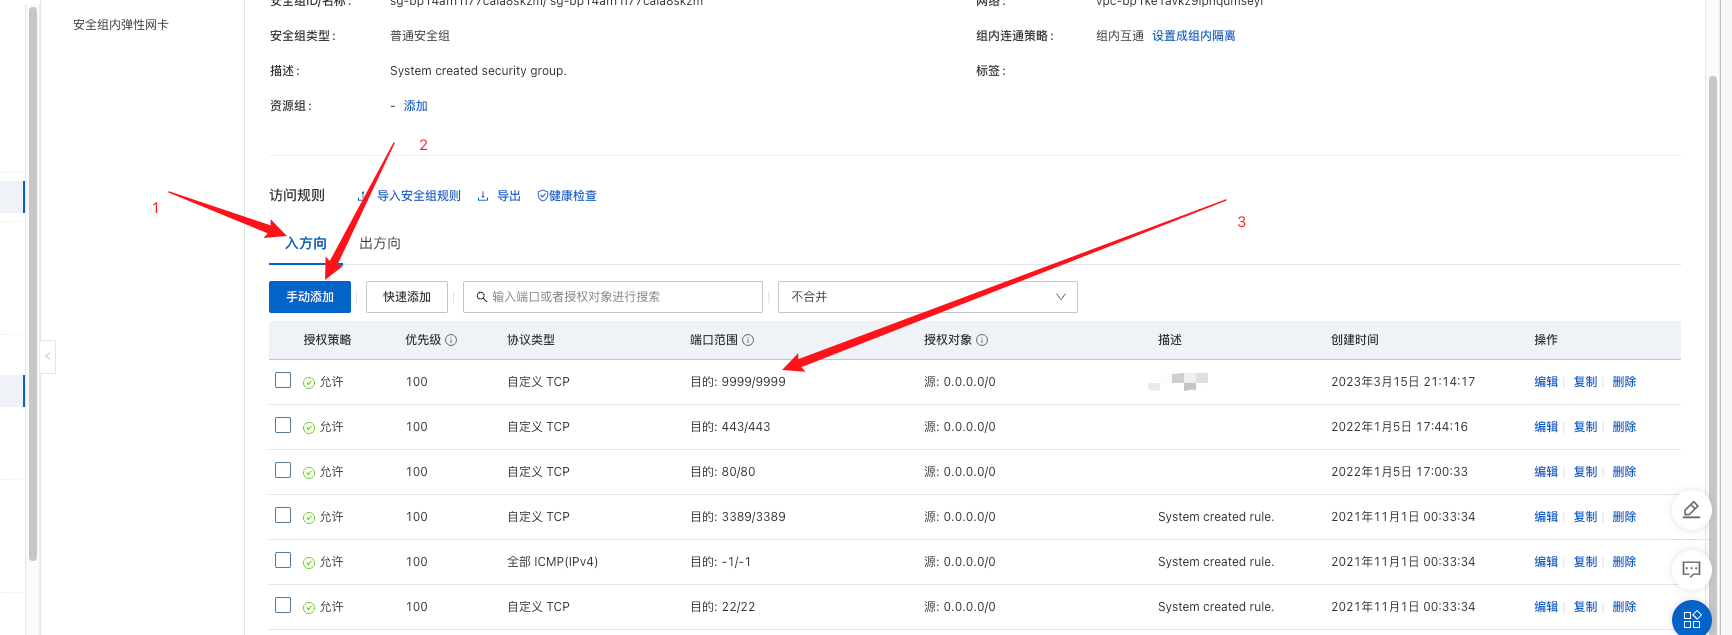 安全组内弹性网卡
安全组类型： 普通安全组 组内连通策略： 组内互通 设置成组内隔离
描述： System created security group. 标签：
资源组： - 添加
2
访问规则 导入安全组规则 导出 健康检查
1
3
入方向 出方向
手动添加 快速添加 输入端口或者授权对象进行搜索 不合并
授权策略 优先级 协议类型 端口范围 授权对象 描述 创建时间 操作
允许 100 自定义 TCP 目的: 9999/9999 源: 0.0.0.0/0 2023年3月15日 21:14:17 编辑 复制 删除
允许 100 自定义 TCP 目的: 443/443 源: 0.0.0.0/0 2022年1月5日 17:44:16 编辑 复制 删除
允许 100 自定义 TCP 目的: 80/80 源: 0.0.0.0/0 2022年1月5日 17:00:33 编辑 复制 删除
允许 100 自定义 TCP 目的: 3389/3389 源: 0.0.0.0/0 System created rule. 2021年11月1日 00:33:34 编辑 复制 删除
允许 100 全部 ICMP(IPv4) 目的: -1/-1 源: 0.0.0.0/0 System created rule. 2021年11月1日 00:33:34 编辑 复制 删除
允许 100 自定义 TCP 目的: 22/22 源: 0.0.0.0/0 System created rule. 2021年11月1日 00:33:34 编辑 复制 删除